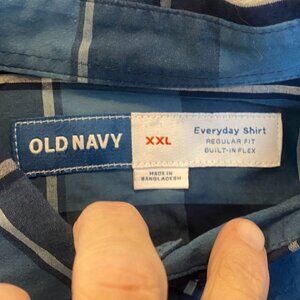 OLD NAVY
XXL
Everyday Shirt
REGULAR FIT
BUILT-IN FLEX
MADE IN
BANGLADESH